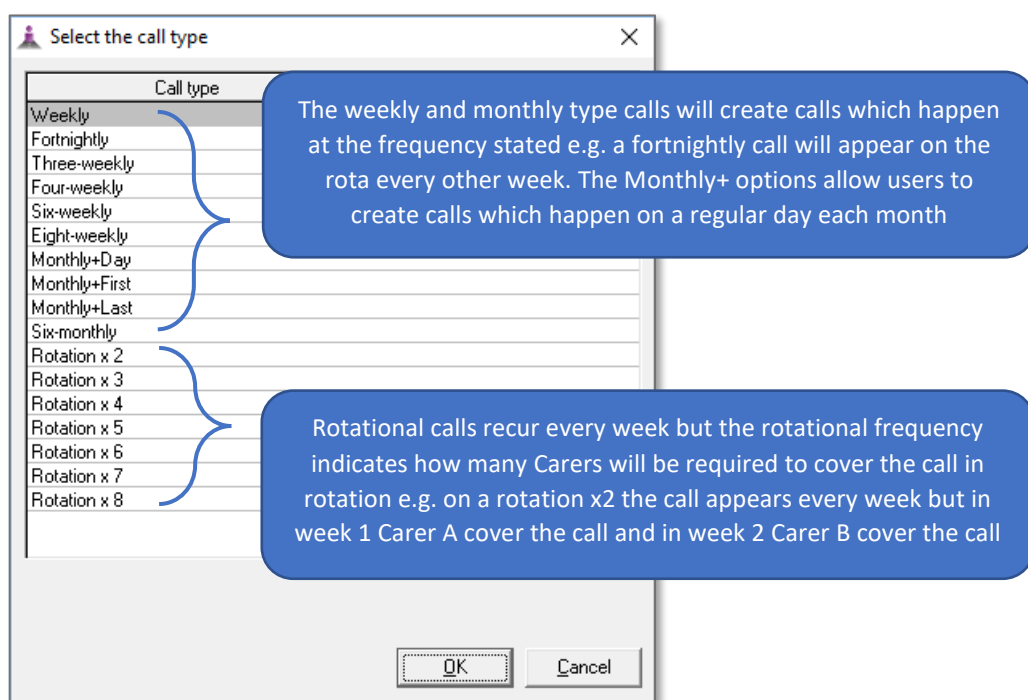 Select the call type
Call type
Weekly
Fortnightly
Three-weekly
Four-weekly
Six-weekly
Eight-weekly
Monthly+Day
Monthly+First
Monthly+Last
Six-monthly
Rotation x 2
Rotation x 3
Rotation x 4
Rotation x 5
Rotation x 6
Rotation x 7
Rotation x 8
The weekly and monthly type calls will create calls which happen
at the frequency stated e.g. a fortnightly call will appear on the
rota every other week. The Monthly+ options allow users to
create calls which happen on a regular day each month
Rotational calls recur every week but the rotational frequency
indicates how many Carers will be required to cover the call in
rotation e.g. on a rotation x2 the call appears every week but in
week 1 Carer A cover the call and in week 2 Carer B cover the call
OK
Cancel